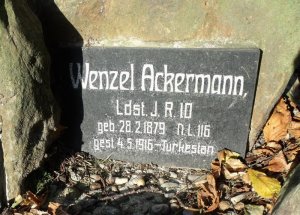 Wenzel Ackermann,
Ldst. J. R. 10
geb. 28.2.1879 N.L. 116
gest. 4.5.1916-Turkestan